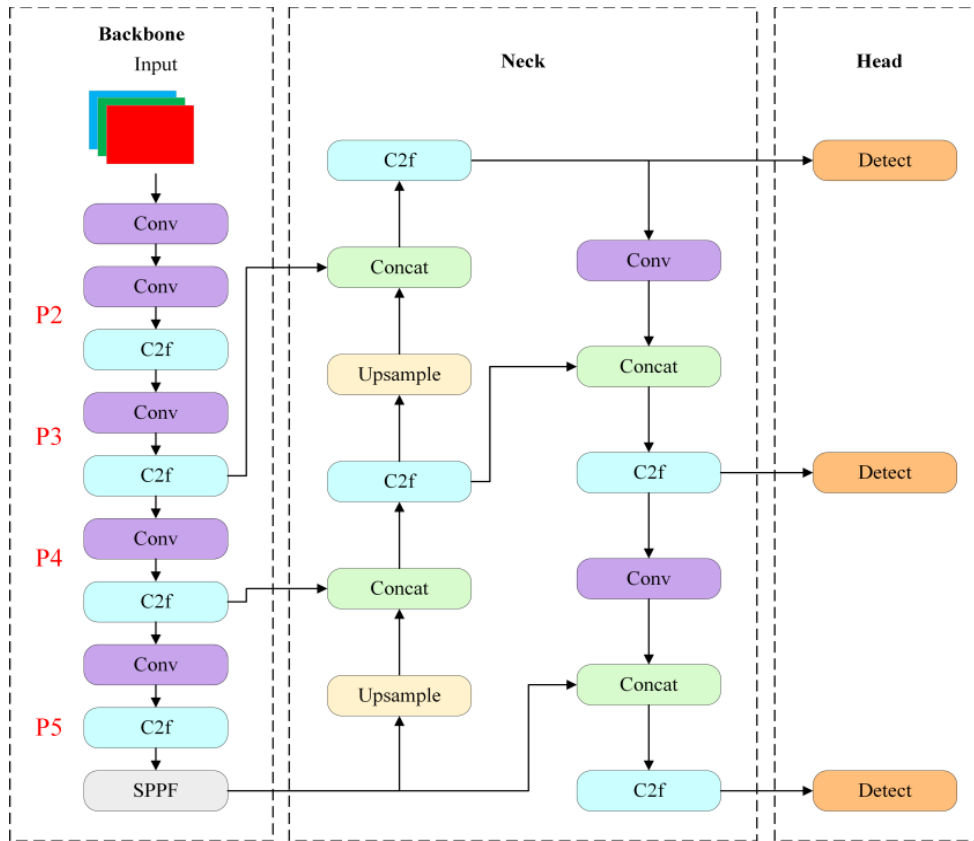 Backbone
Input
Conv
Conv
P2
C2f
Conv
P3
C2f
Conv
P4
C2f
Conv
P5
C2f
SPPF
Neck
C2f
Concat
Upsample
C2f
Concat
Upsample
Conv
Concat
C2f
Conv
Concat
C2f
Head
Detect
Detect
Detect